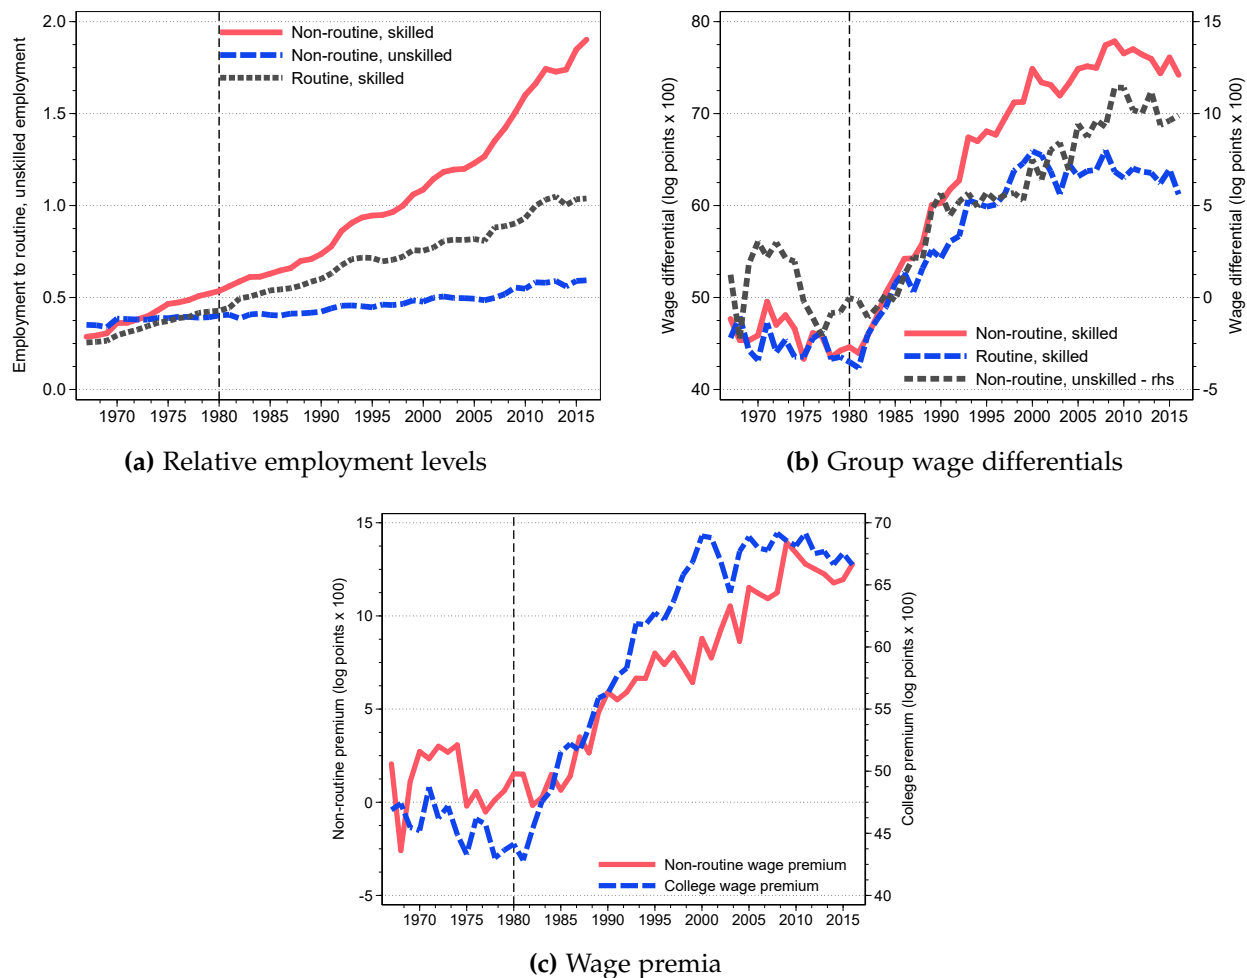 Employment to routine, unskilled employment
2.0
1.5
1.0
0.5
0.0
Non-routine, skilled
Non-routine, unskilled
Routine, skilled
1970 1975 1980 1985 1990 1995 2000 2005 2010 2015
(a) Relative employment levels
Wage differential (log points x 100)
80
70
60
50
40
Non-routine, skilled
Routine, skilled
Non-routine, unskilled - rhs
15
10
5
0
-5
Wage differential (log points x 100)
1970 1975 1980 1985 1990 1995 2000 2005 2010 2015
(b) Group wage differentials
Non-routine premium (log points x 100)
15
10
5
0
-5
Non-routine wage premium
College wage premium
70
65
60
55
50
45
40
College premium (log points x 100)
1970 1975 1980 1985 1990 1995 2000 2005 2010 2015
(c) Wage premia